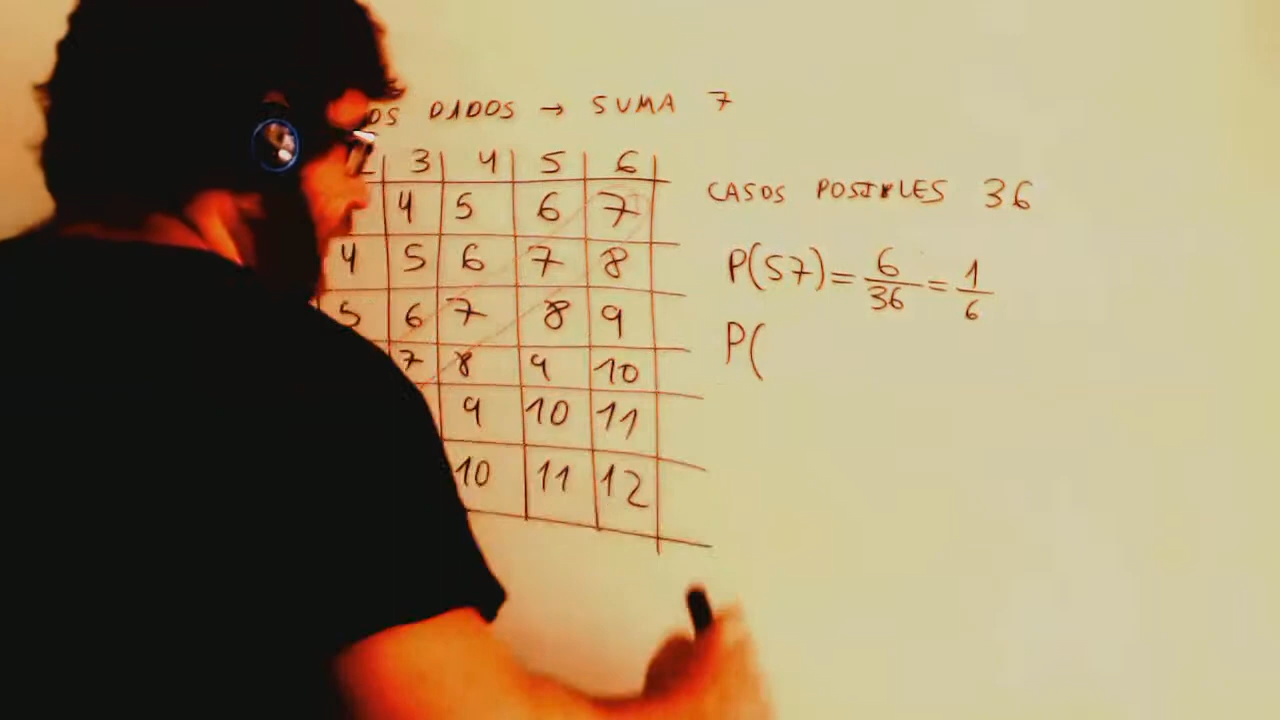 OS DADOS → SUMA 7
2 3 4 5 6
4 5 6 7
4 5 6 7 8
5 6 7 8 9
7 8 9 10
9 10 11
10 11 12
CASOS POSIBLES 36
P(S7) = 6/36 = 1/6
P(